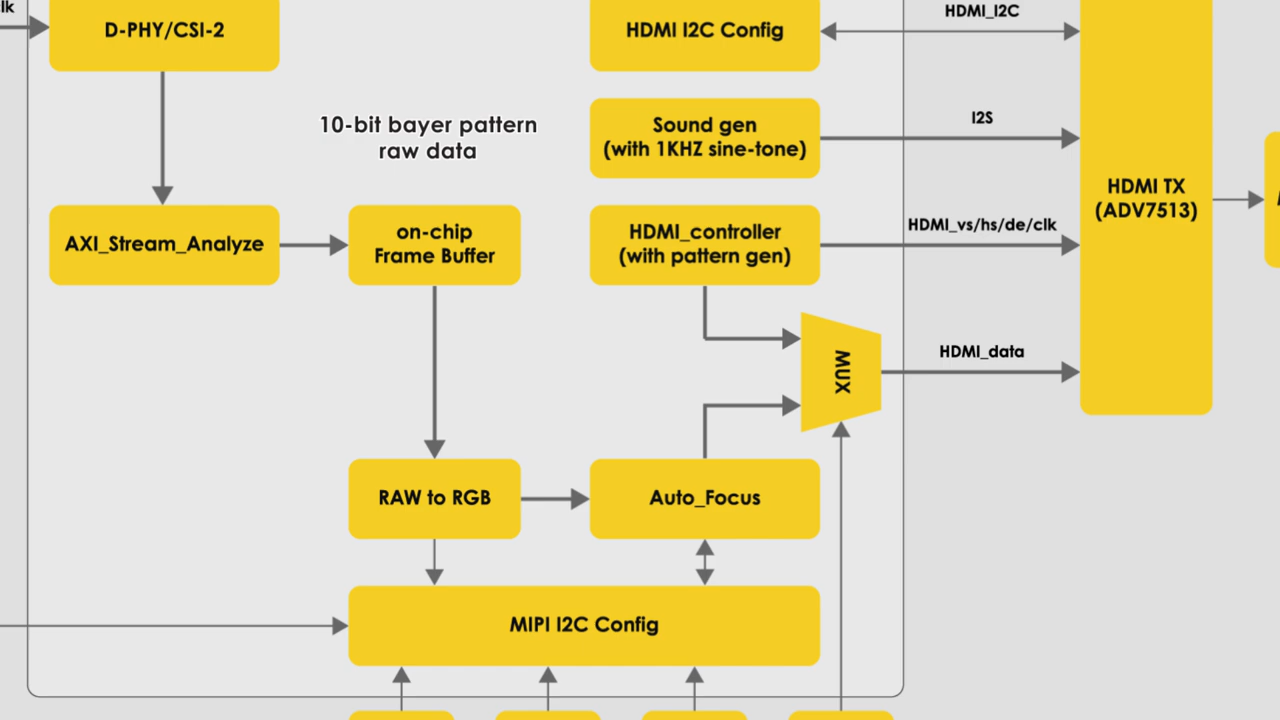 lk
D-PHY/CSI-2
HDMI I2C Config
HDMI_I2C
10-bit bayer pattern
raw data
Sound gen
(with 1KHZ sine-tone)
I2S
HDMI TX
(ADV7513)
AXI_Stream_Analyze
on-chip
Frame Buffer
HDMI_controller
(with pattern gen)
HDMI_vs/hs/de/clk
MUX
HDMI_data
RAW to RGB
Auto_Focus
MIPI I2C Config